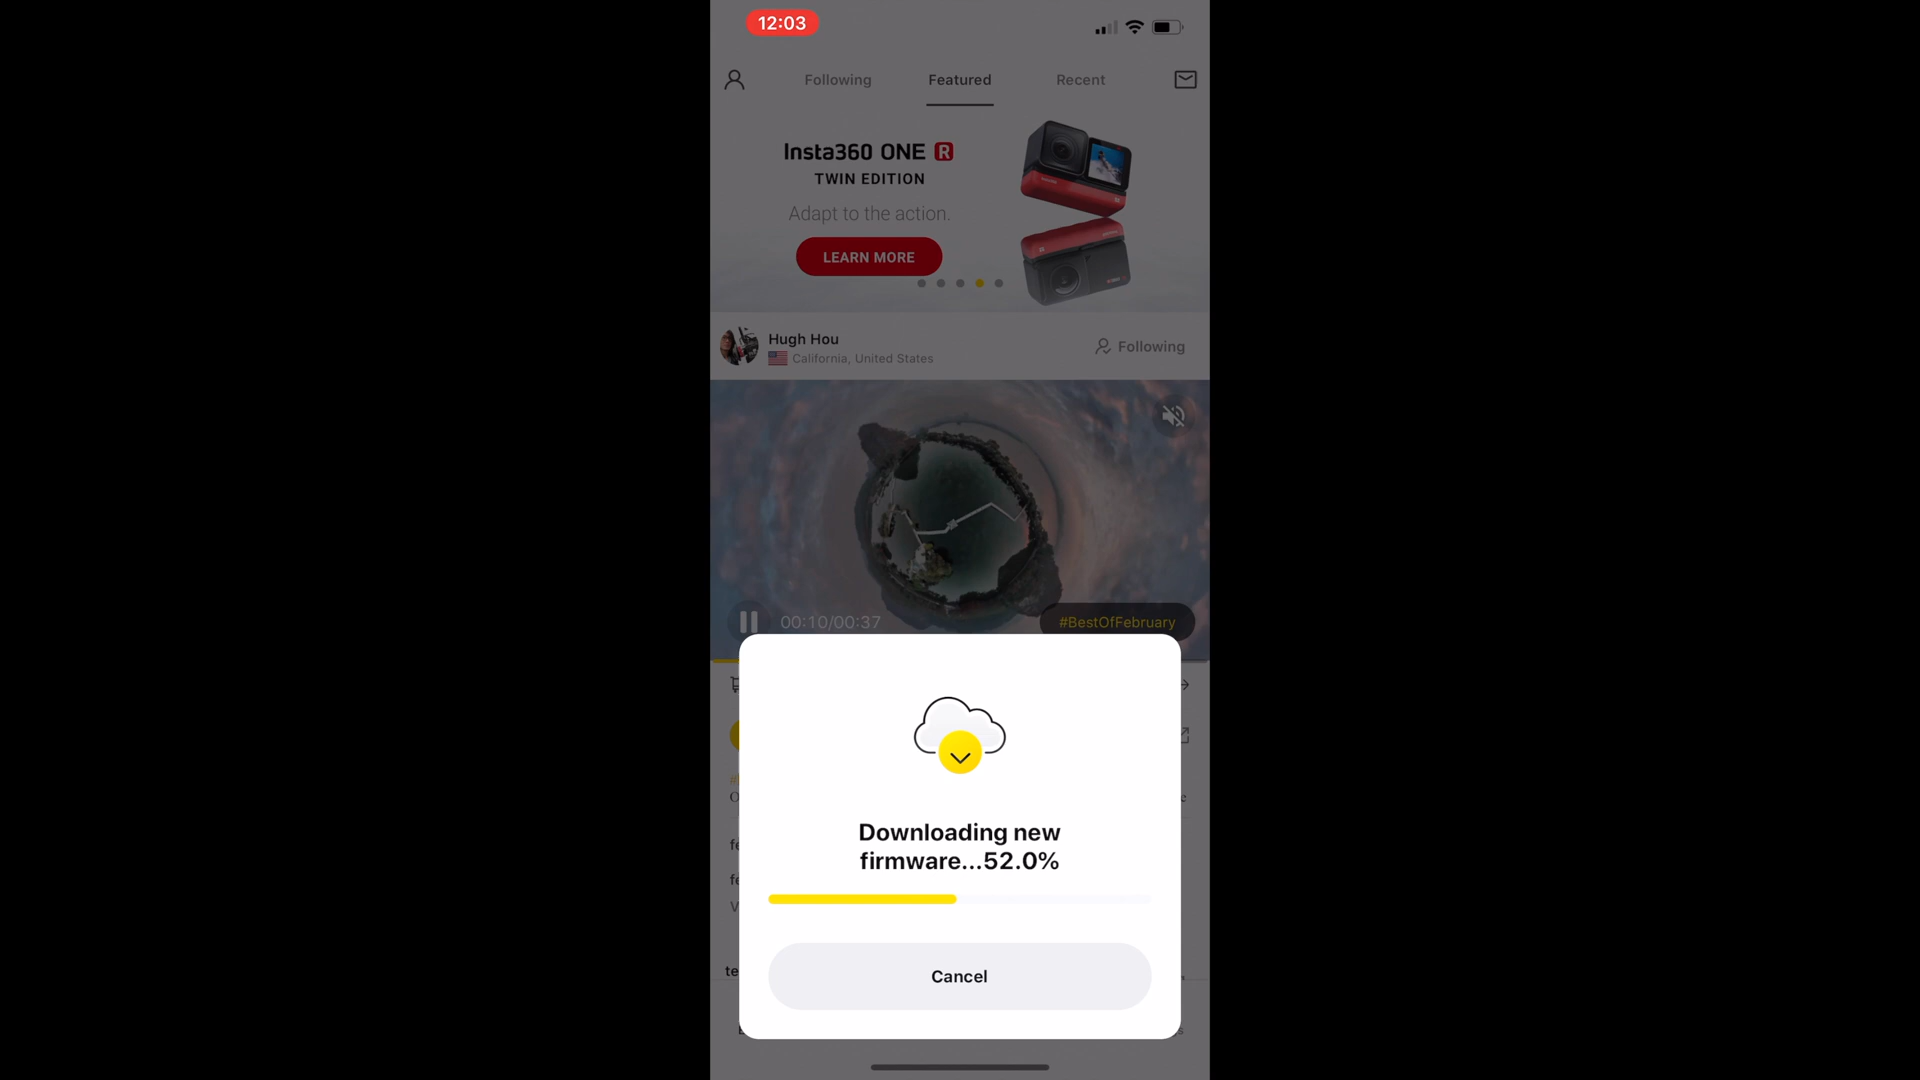 12:03
Following
Featured
Recent
Insta360 ONE R
TWIN EDITION
Adapt to the action.
LEARN MORE
Hugh Hou
California, United States
Following
00:10/00:37
#BestOfFebruary
Downloading new
firmware...52.0%
Cancel